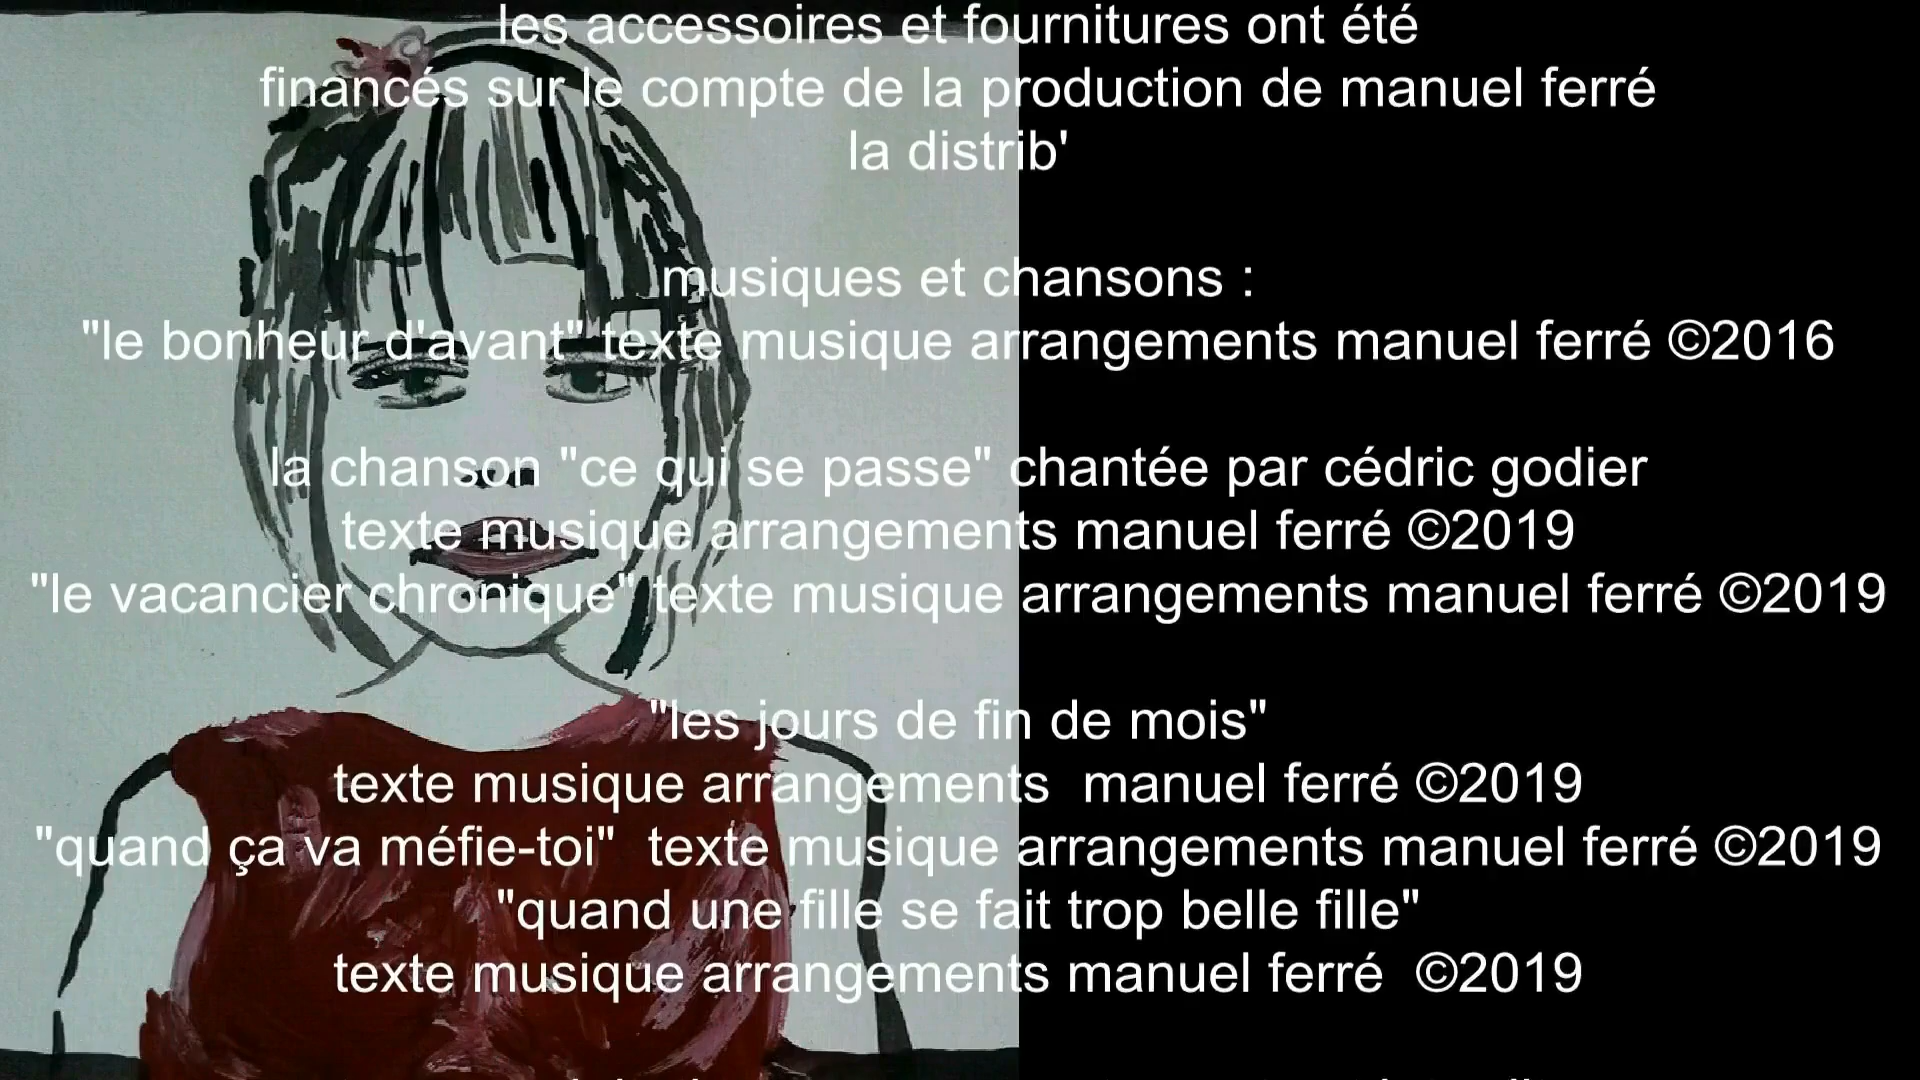 les accessoires et fournitures ont été
financés sur le compte de la production de manuel ferré
la distrib'
musiques et chansons :
"le bonheur d'avant" texte musique arrangements manuel ferré ©2016
la chanson "ce qui se passe" chantée par cédric godier
texte musique arrangements manuel ferré ©2019
"le vacancier chronique" texte musique arrangements manuel ferré ©2019
"les jours de fin de mois"
texte musique arrangements manuel ferré ©2019
"quand ça va méfie-toi" texte musique arrangements manuel ferré ©2019
"quand une fille se fait trop belle fille"
texte musique arrangements manuel ferré ©2019